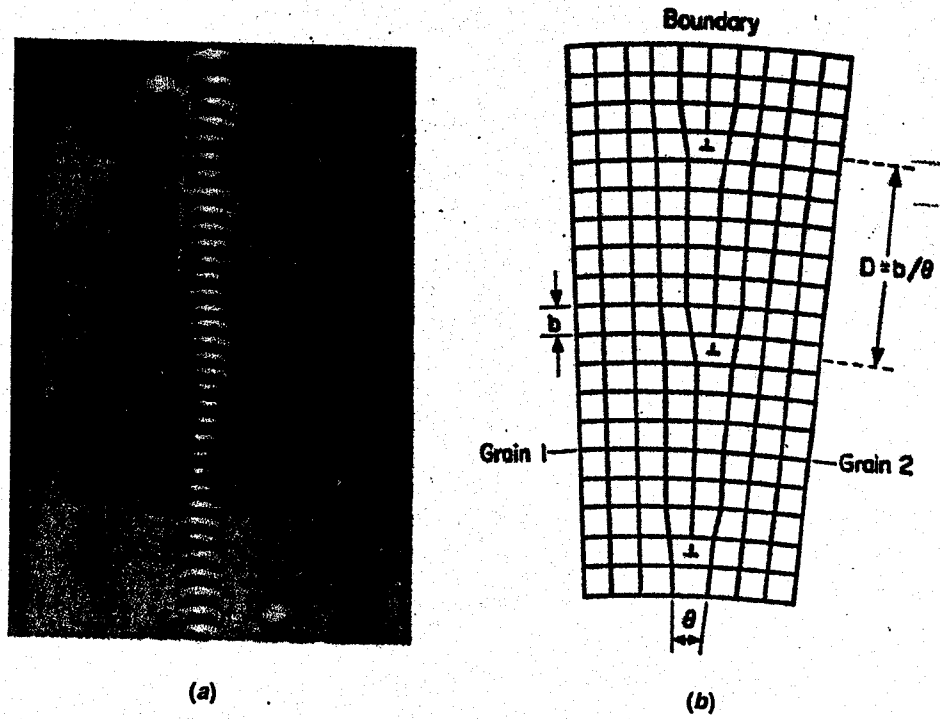 Boundary
⊥
D = b/θ
b
⊥
Grain 1
Grain 2
⊥
θ
(a)
(b)